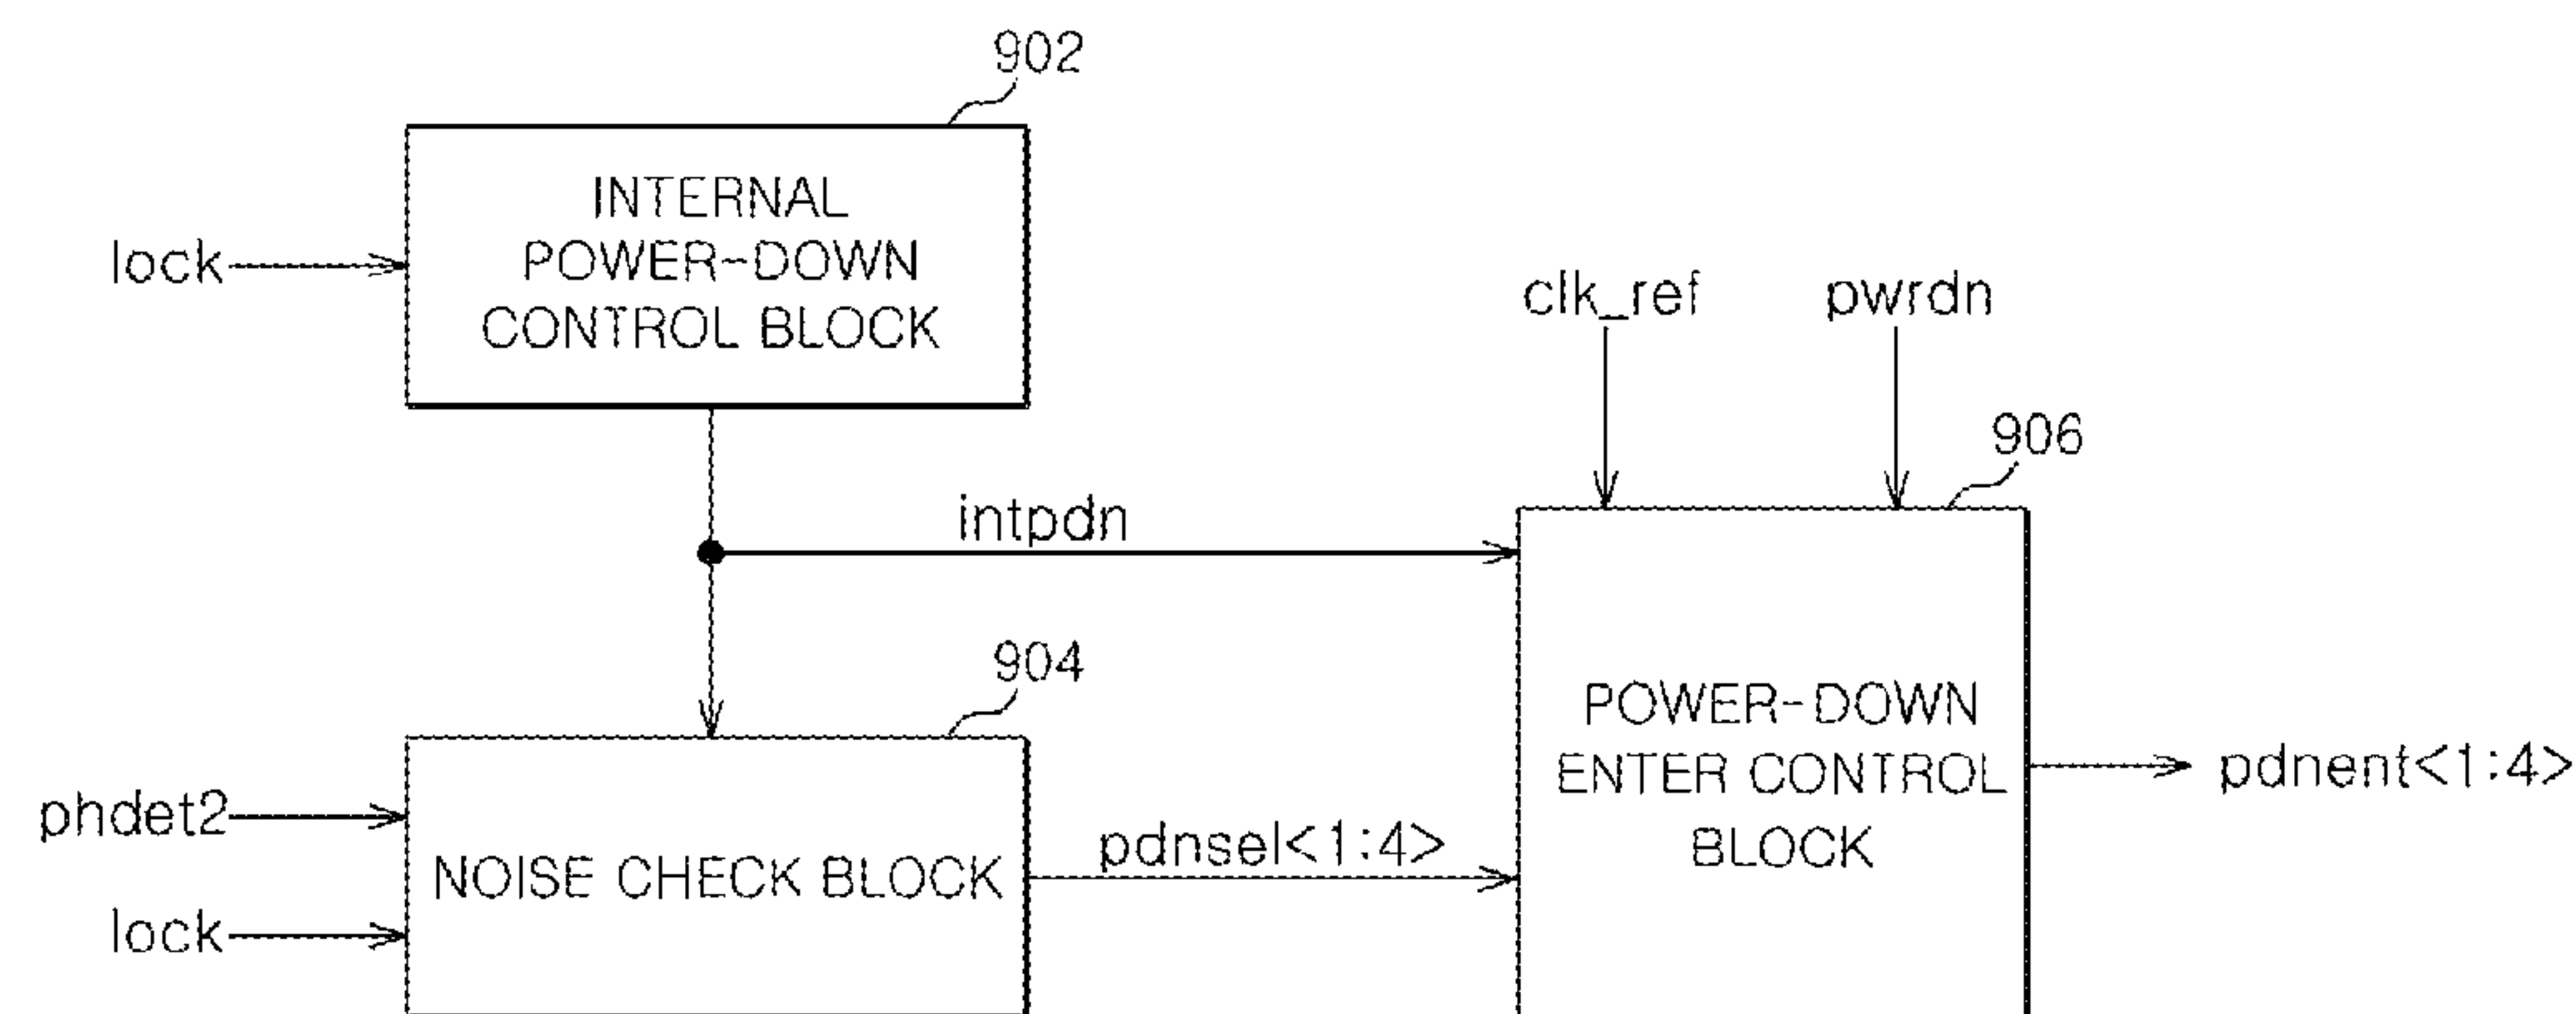 902
INTERNAL
POWER-DOWN
CONTROL BLOCK
lock
clk_ref
pwrdn
906
intpdn
904
POWER-DOWN
ENTER CONTROL
BLOCK
pdnent<1:4>
phdet2
lock
NOISE CHECK BLOCK
pdnsel<1:4>